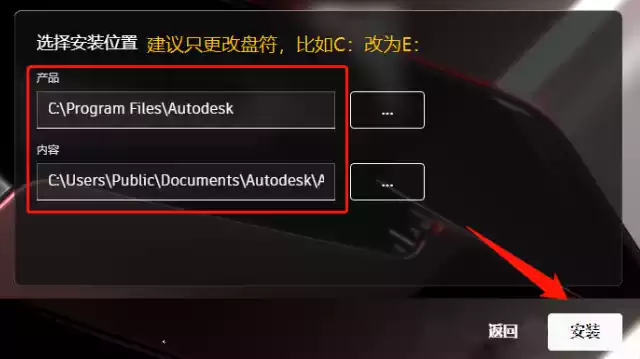 选择安装位置 建议只更改盘符，比如C：改为E：
产品
C:\Program Files\Autodesk
...
内容
C:\Users\Public\Documents\Autodesk\A
...
返回
安装